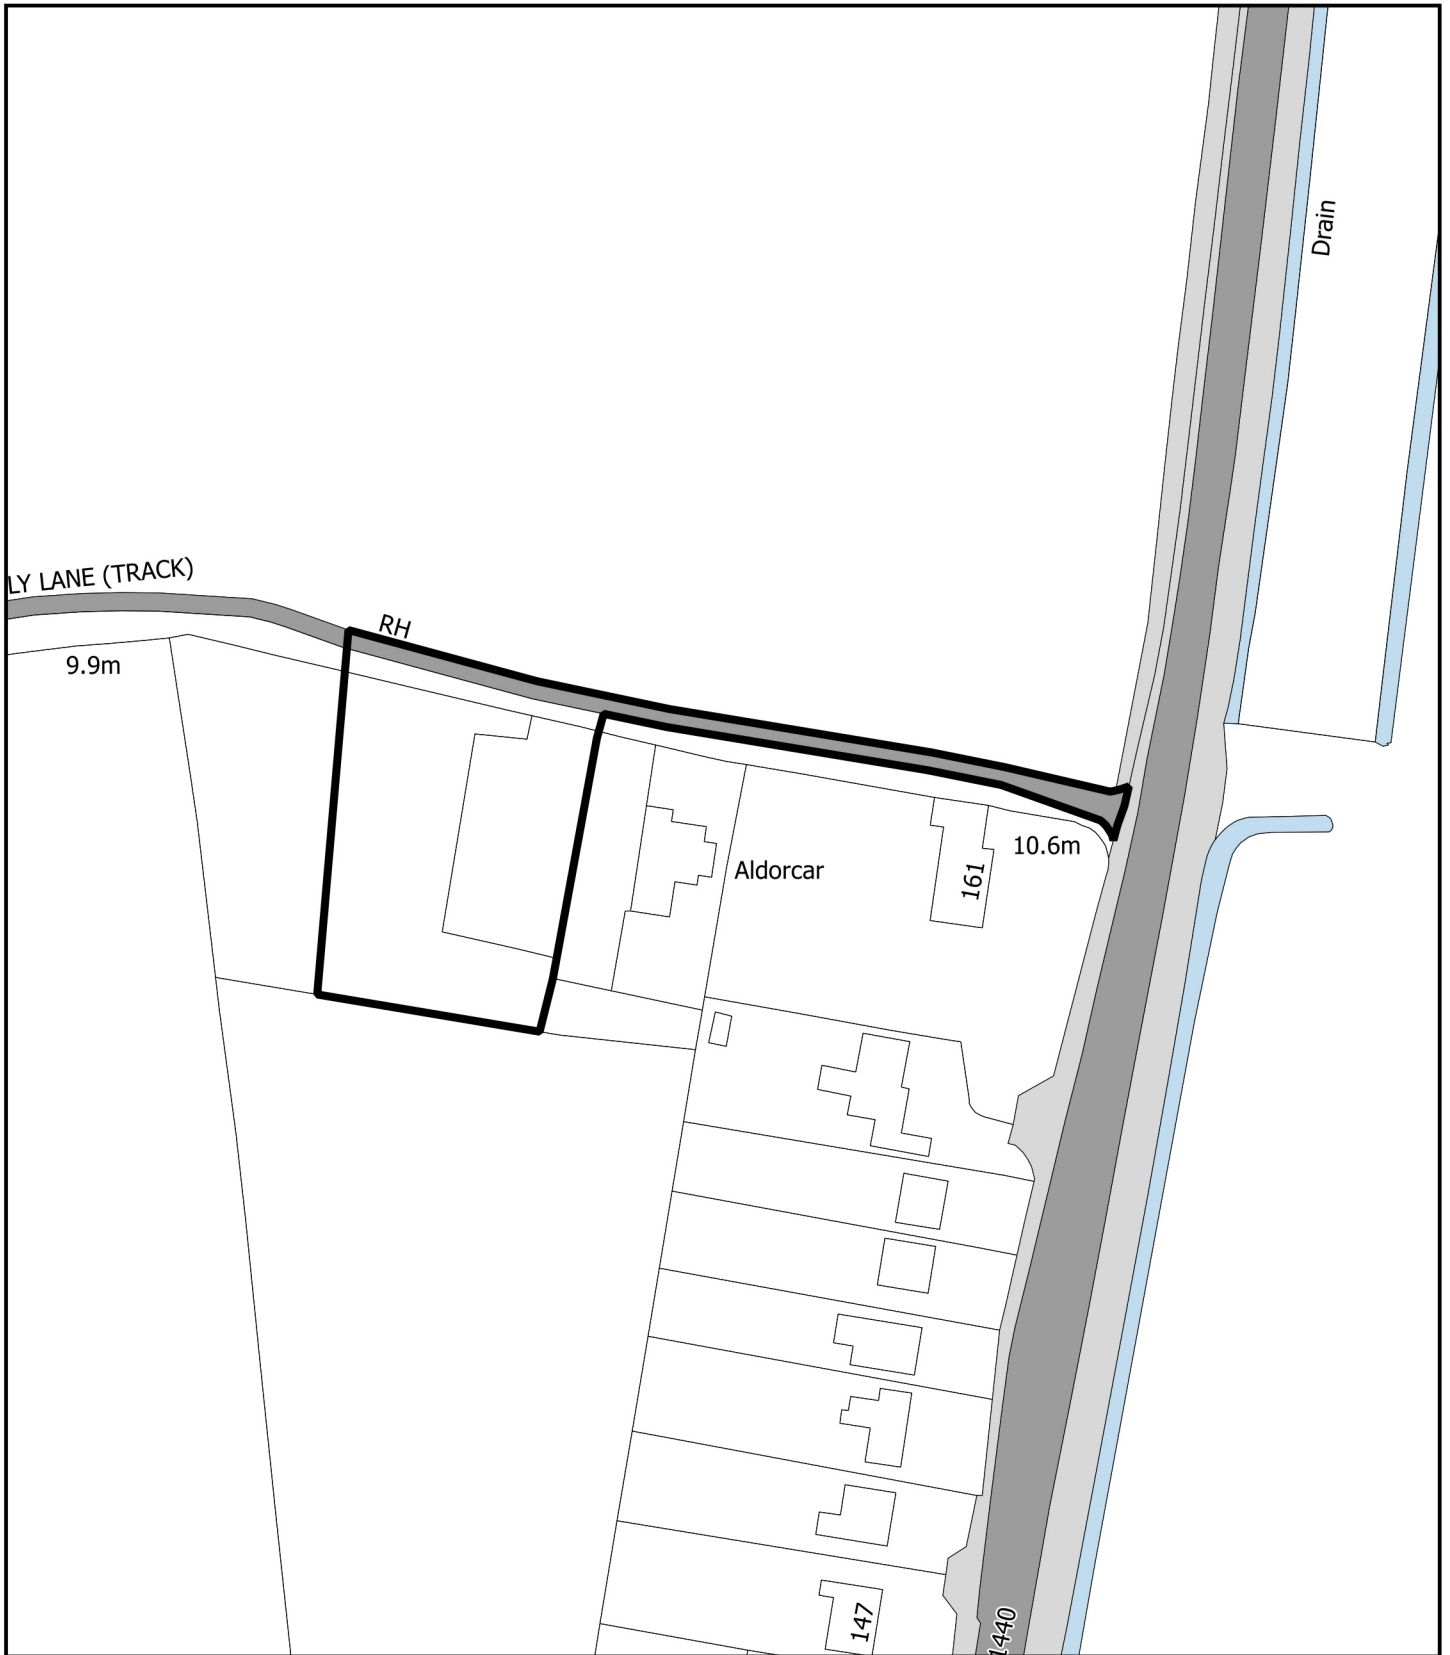 Drain
LY LANE (TRACK)
RH
9.9m
10.6m
Aldorcar
161
147
1440